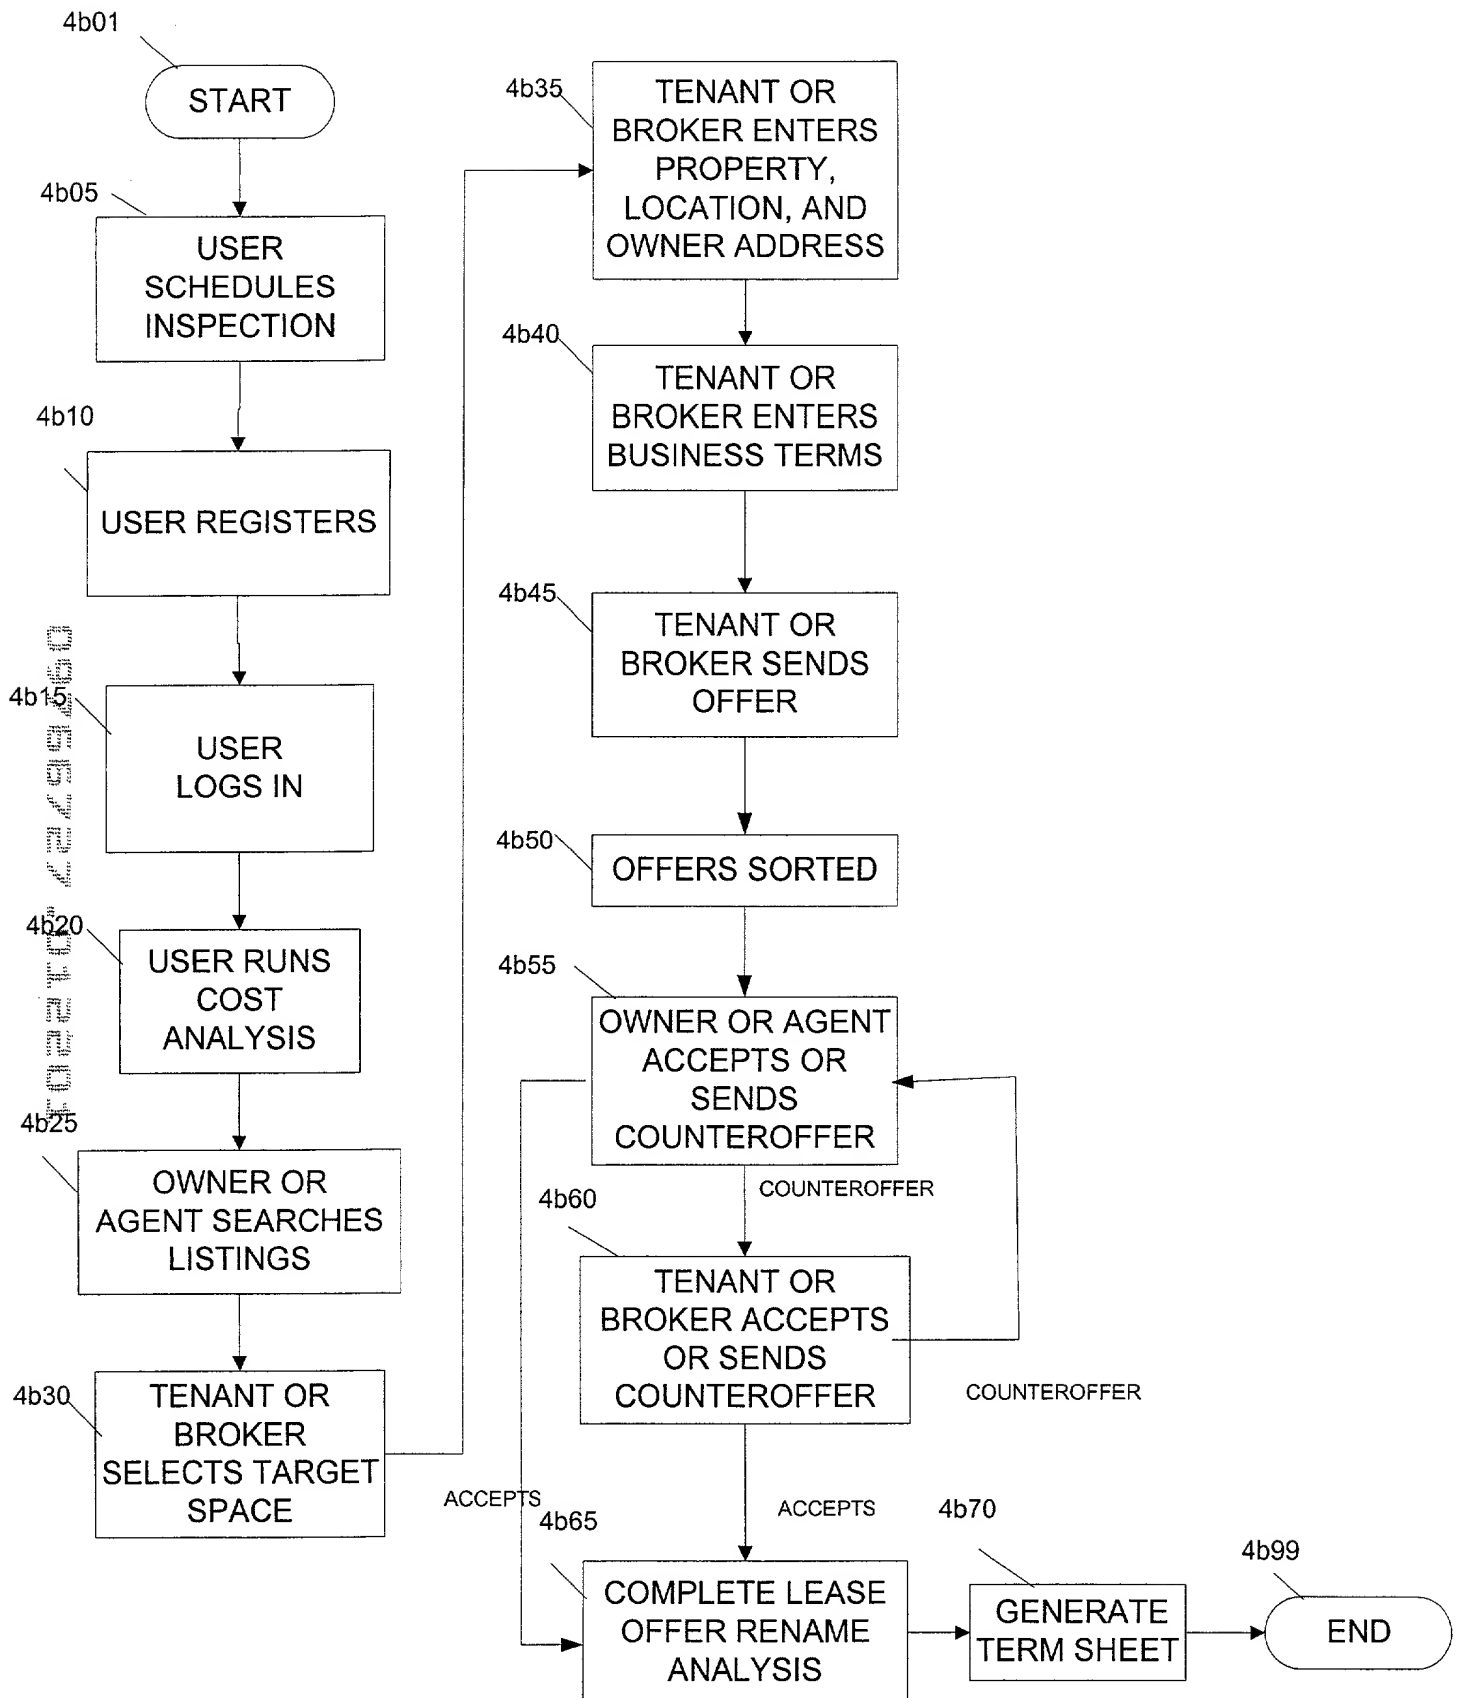 4b01
START
4b05
USER
SCHEDULES
INSPECTION
4b10
USER REGISTERS
4b15
USER
LOGS IN
4b20
USER RUNS
COST
ANALYSIS
4b25
OWNER OR
AGENT SEARCHES
LISTINGS
4b30
TENANT OR
BROKER
SELECTS TARGET
SPACE
4b35
TENANT OR
BROKER ENTERS
PROPERTY,
LOCATION, AND
OWNER ADDRESS
4b40
TENANT OR
BROKER ENTERS
BUSINESS TERMS
4b45
TENANT OR
BROKER SENDS
OFFER
4b50
OFFERS SORTED
4b55
OWNER OR AGENT
ACCEPTS OR
SENDS
COUNTEROFFER
COUNTEROFFER
4b60
TENANT OR
BROKER ACCEPTS
OR SENDS
COUNTEROFFER
COUNTEROFFER
ACCEPTS
ACCEPTS
4b65
COMPLETE LEASE
OFFER RENAME
ANALYSIS
4b70
GENERATE
TERM SHEET
4b99
END